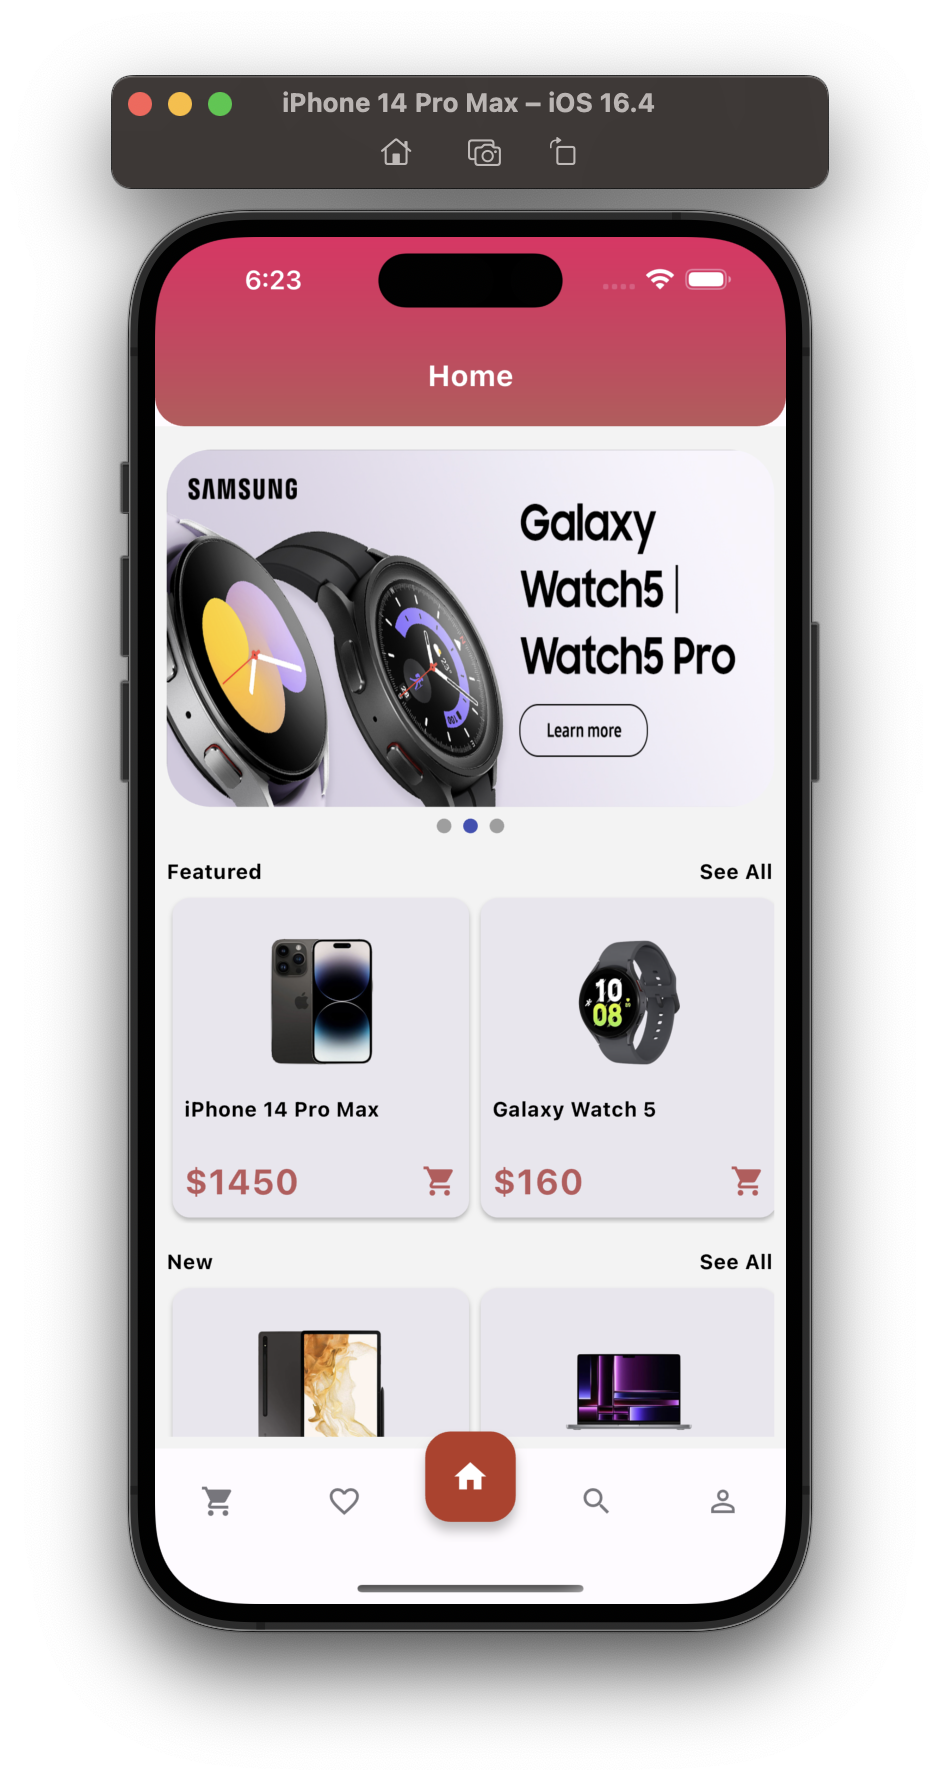 iPhone 14 Pro Max – iOS 16.4
6:23
Home
SAMSUNG
Galaxy
Watch5 |
Watch5 Pro
Learn more
Featured
See All
10
08
iPhone 14 Pro Max
Galaxy Watch 5
$1450
$160
New
See All